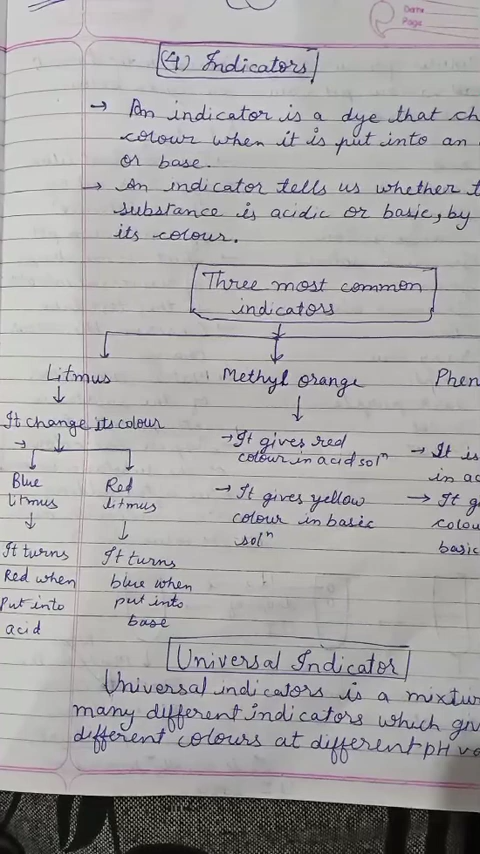 Date
Page
(4) Indicators
→ An indicator is a dye that ch
colour when it is put into an
or base.
→ An indicator tells us whether t
substance is acidic or basic, by
its colour.
Three most common
indicators
Litmus
It change its colour
→
Blue
litmus
It turns
Red when
put into
acid
Red
litmus
It turns
blue when
put into
base
Methyl orange
→ It gives red
colour in acid solⁿ
→ It gives yellow
colour in basic
solⁿ
Phen
→ It is
in ac
→ It g
colou
basic
Universal Indicator
Universal indicators is a mixtur
many different indicators which giv
different colours at different pH va